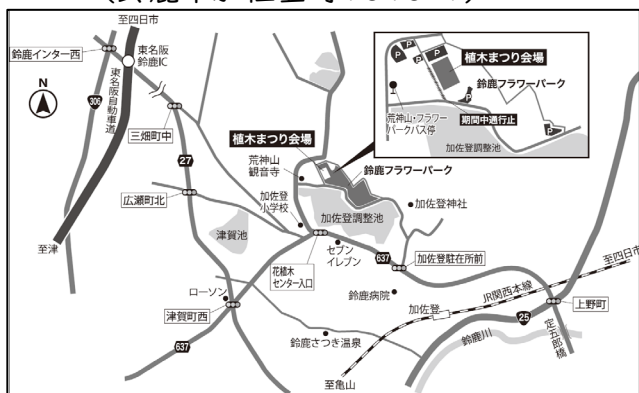 至四日市
鈴鹿インター西
東名阪
鈴鹿IC
N
306
東名阪自動車道
三畑町中
27
広瀬町北
至津
植木まつり会場
荒神山
観音寺
加佐登
小学校
鈴鹿フラワーパーク
加佐登調整池
加佐登神社
津賀池
花植木
センター入口
セブン
イレブン
637
加佐登駐在所前
至四日市
JR関西本線
ローソン
津賀町西
637
鈴鹿病院
加佐登
上野町
25
定五郎橋
鈴鹿川
鈴鹿さつき温泉
至亀山
P
P
P
植木まつり会場
鈴鹿フラワーパーク
P
荒神山・フラワー
パークバス停
期間中通行止
P
加佐登調整池